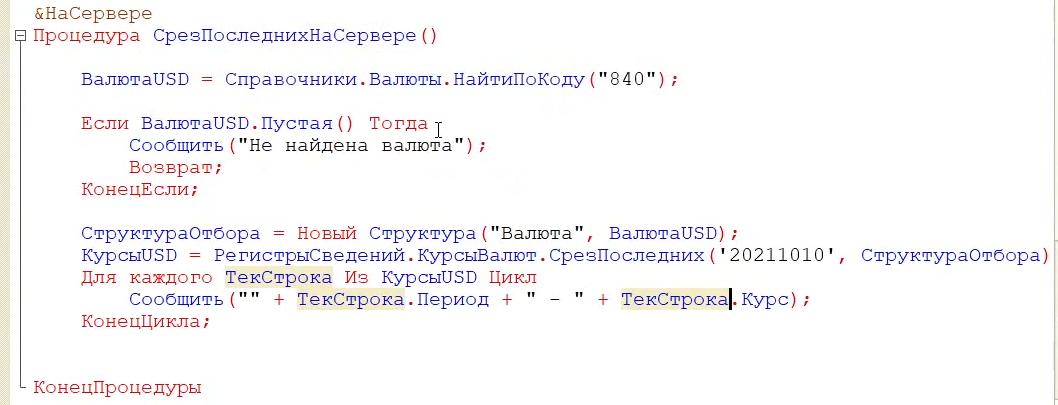 &НаСервере
Процедура СрезПоследнихНаСервере()
ВалютаUSD = Справочники.Валюты.НайтиПоКоду("840");
Если ВалютаUSD.Пустая() Тогда
Сообщить("Не найдена валюта");
Возврат;
КонецЕсли;
СтруктураОтбора = Новый Структура("Валюта", ВалютаUSD);
КурсыUSD = РегистрыСведений.КурсыВалют.СрезПоследних('20211010', СтруктураОтбора)
Для каждого ТекСтрока Из КурсыUSD Цикл
Сообщить("" + ТекСтрока.Период + " - " + ТекСтрока.Курс);
КонецЦикла;
КонецПроцедуры